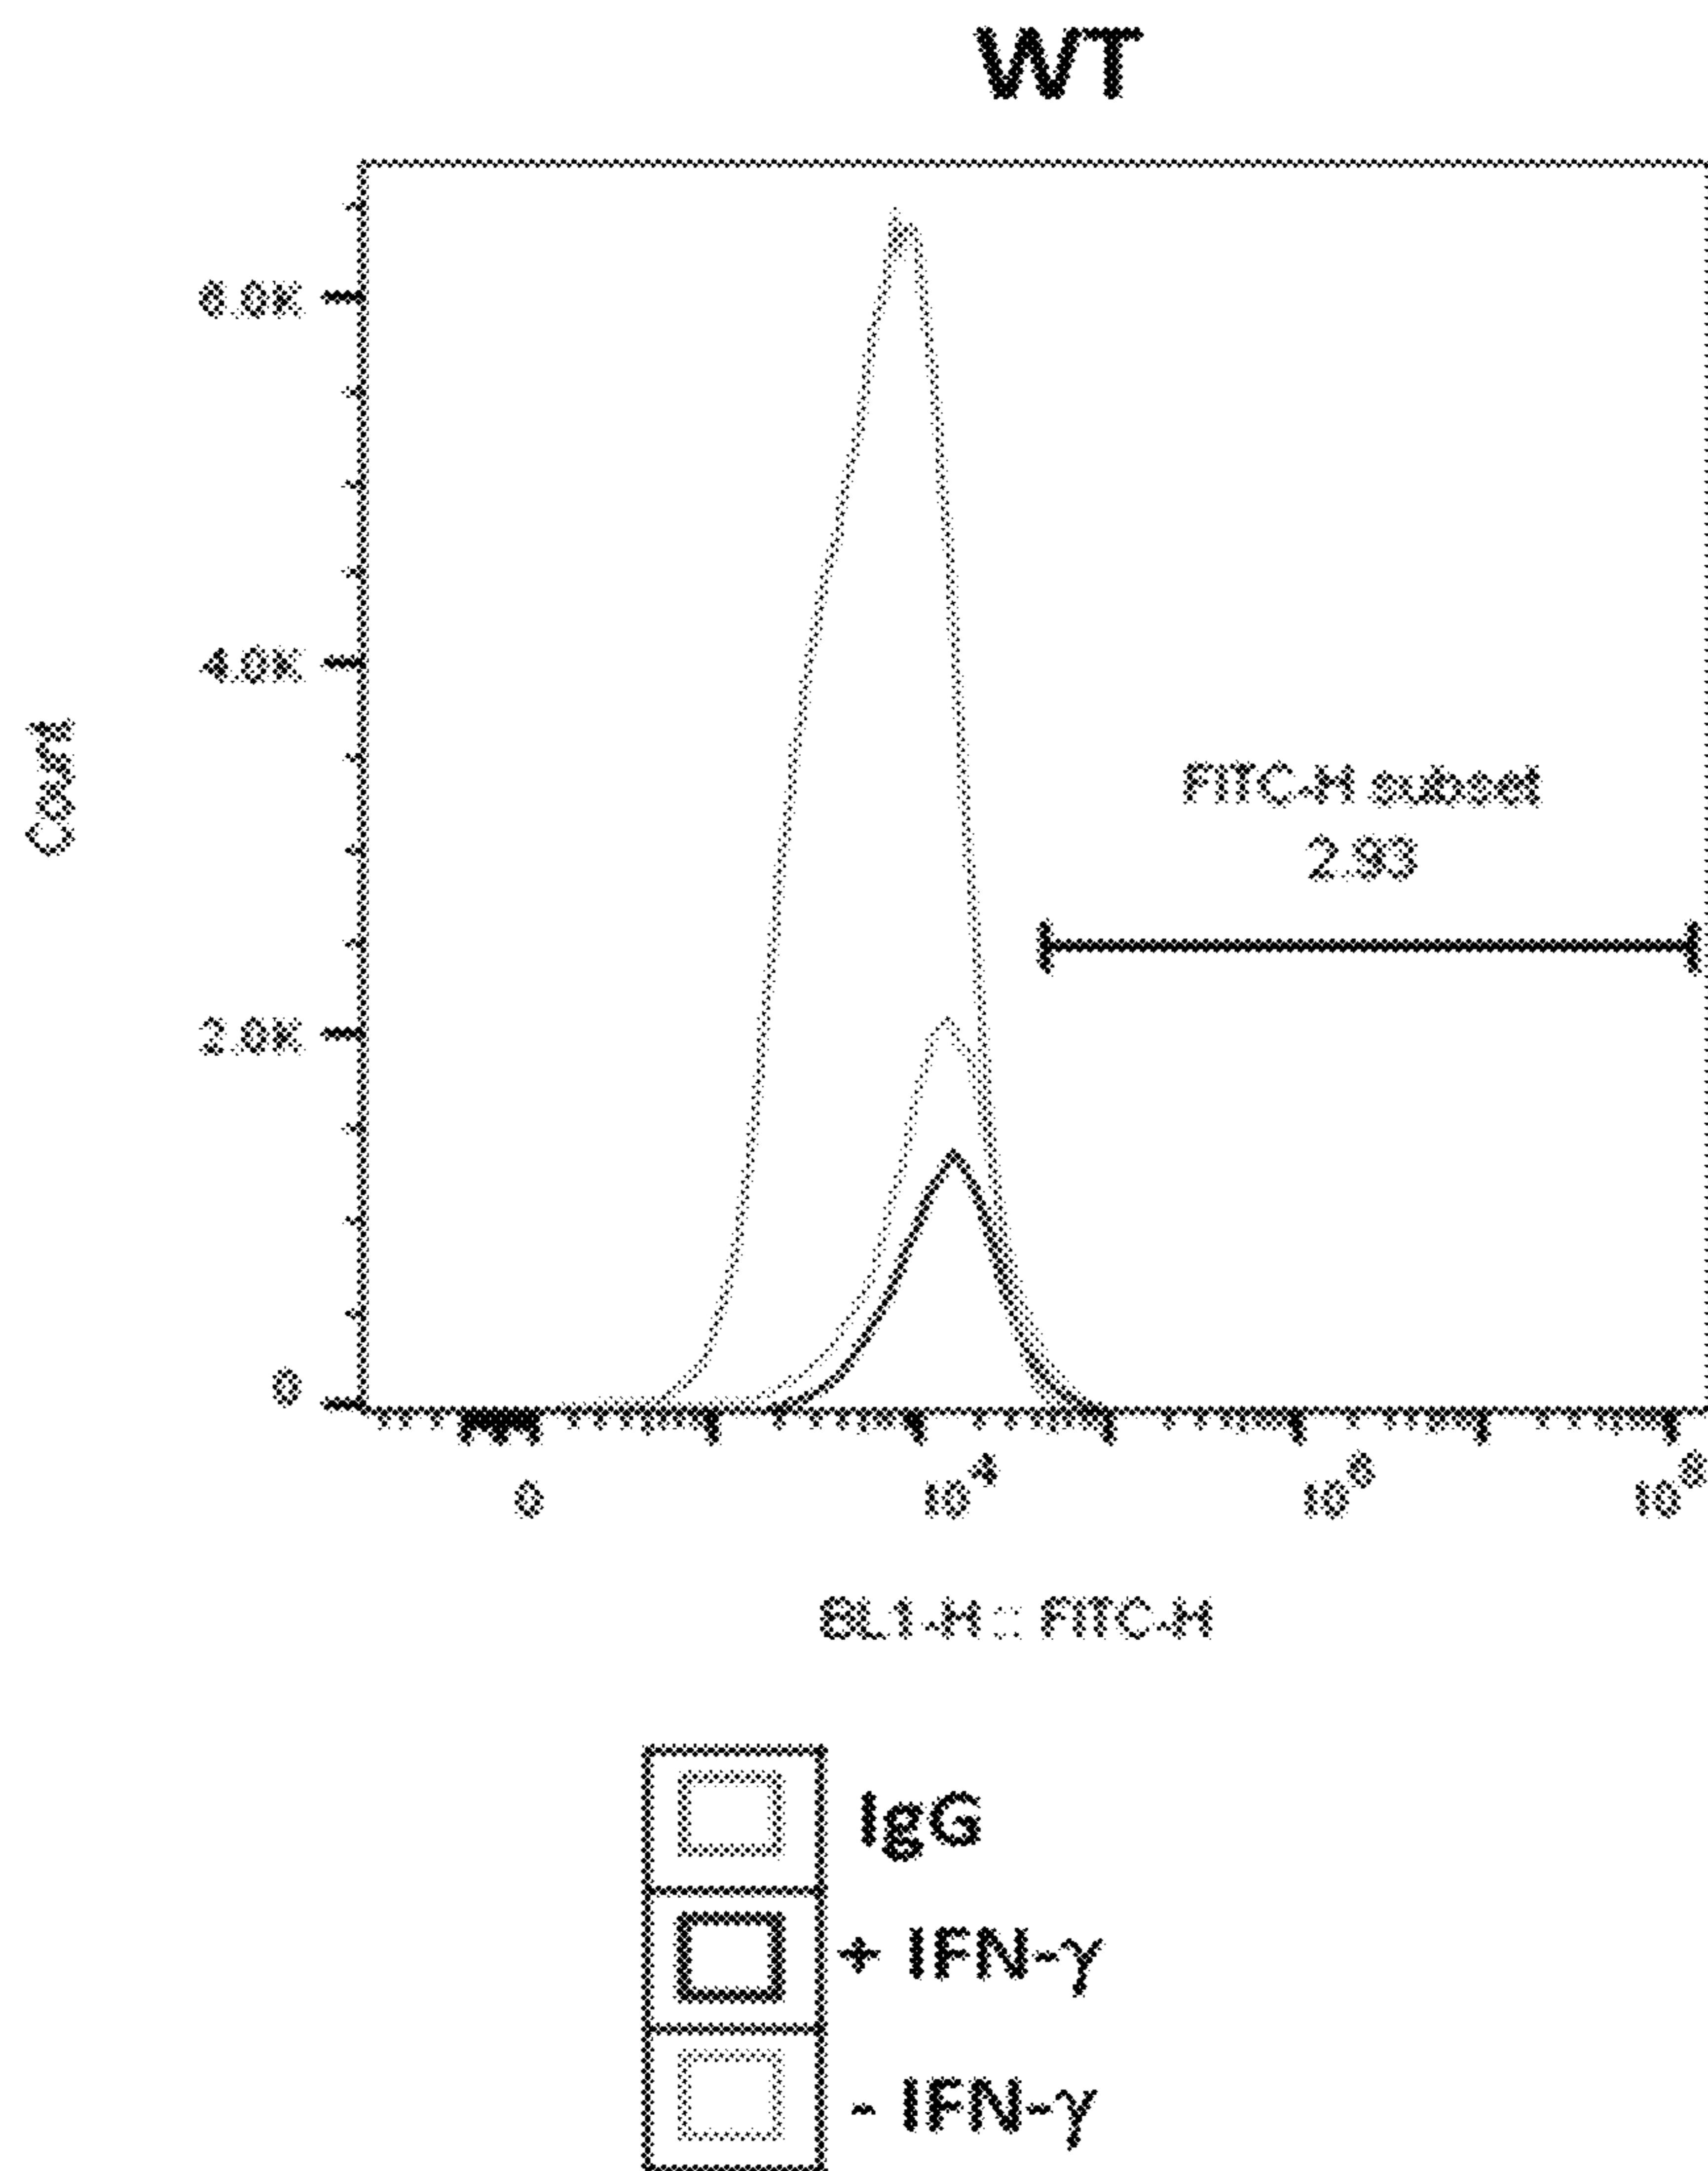 WT
6.0K
4.0K
2.0K
0
Count
FITC-H subset
2.93
0
10^4
10^6
10^8
BL1-H :: FITC-H
IgG
+ IFN-γ
- IFN-γ